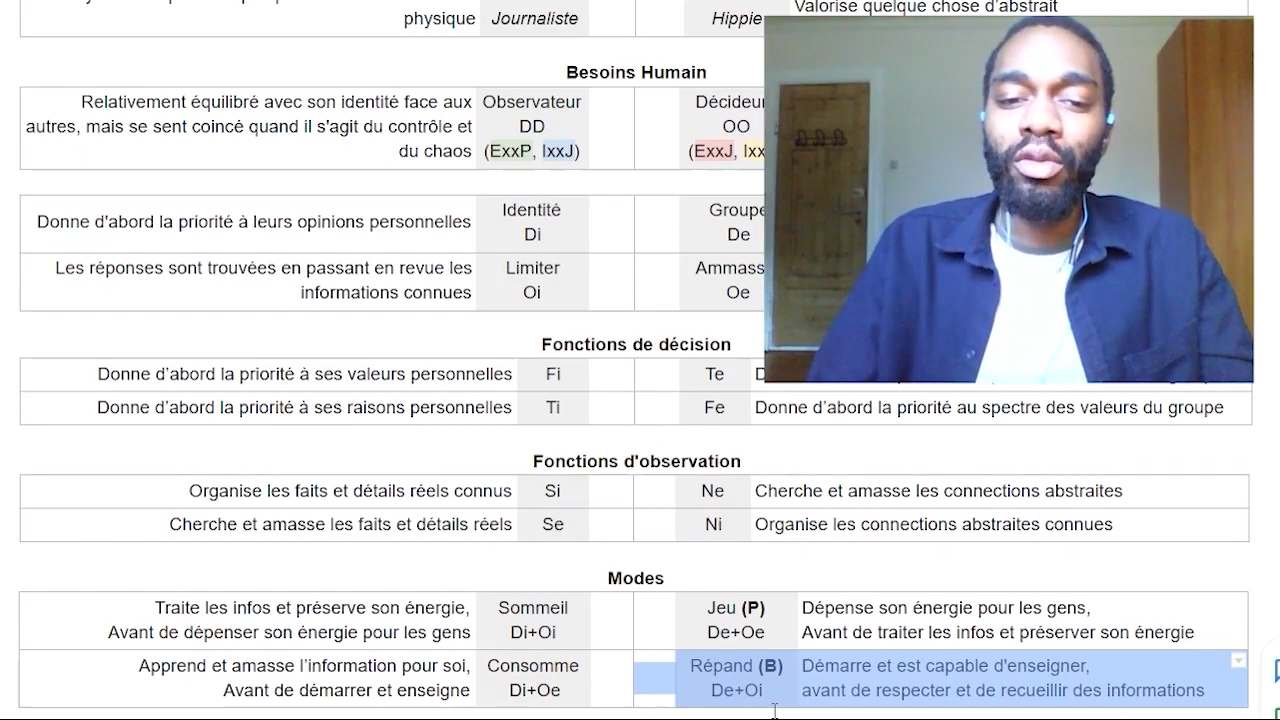 physique Journaliste Hippie Valorise quelque chose d'abstrait
Besoins Humain
Relativement équilibré avec son identité face aux Observateur Décideur
autres, mais se sent coincé quand il s'agit du contrôle et DD OO
du chaos (ExxP, IxxJ) (ExxJ, Ixx
Donne d'abord la priorité à leurs opinions personnelles Identité Groupe
Di De
Les réponses sont trouvées en passant en revue les Limiter Ammass
informations connues Oi Oe
Fonctions de décision
Donne d'abord la priorité à ses valeurs personnelles Fi Te
Donne d'abord la priorité à ses raisons personnelles Ti Fe Donne d'abord la priorité au spectre des valeurs du groupe
Fonctions d'observation
Organise les faits et détails réels connus Si Ne Cherche et amasse les connections abstraites
Cherche et amasse les faits et détails réels Se Ni Organise les connections abstraites connues
Modes
Traite les infos et préserve son énergie, Sommeil Jeu (P) Dépense son énergie pour les gens,
Avant de dépenser son énergie pour les gens Di+Oi De+Oe Avant de traiter les infos et préserver son énergie
Apprend et amasse l'information pour soi, Consomme Répand (B) Démarre et est capable d'enseigner,
Avant de démarrer et enseigne Di+Oe De+Oi avant de respecter et de recueillir des informations